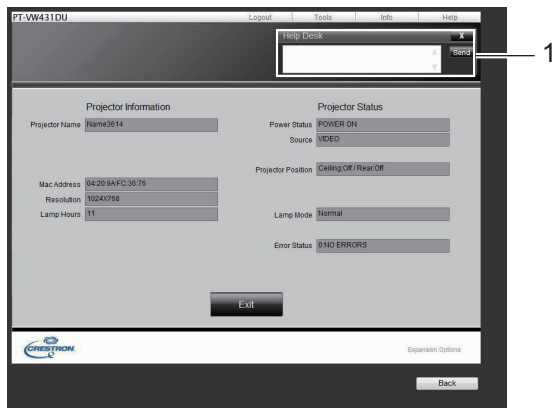 PT-VW431DU
Logout Tools Info Help
Help Desk X
Send
1
Projector Information Projector Status
Projector Name Name3614 Power Status POWER ON
Source VIDEO
Projector Position Ceiling:Off / Rear:Off
Mac Address 04:20:9A:FC:36:76
Resolution 1024X768
Lamp Hours 11 Lamp Mode Normal
Error Status 0:NO ERRORS
Exit
CRESTRON
Expansion Options
Back